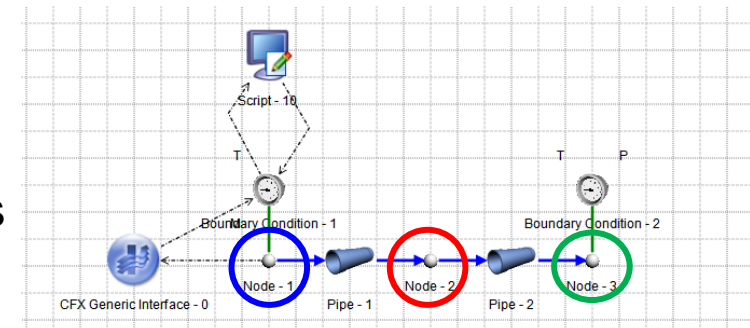 Script - 10
T
T P
s
Boundary Condition - 1
M
Boundary Condition - 2
Node - 1
Node - 2
Node - 3
CFX Generic Interface - 0
Pipe - 1
Pipe - 2